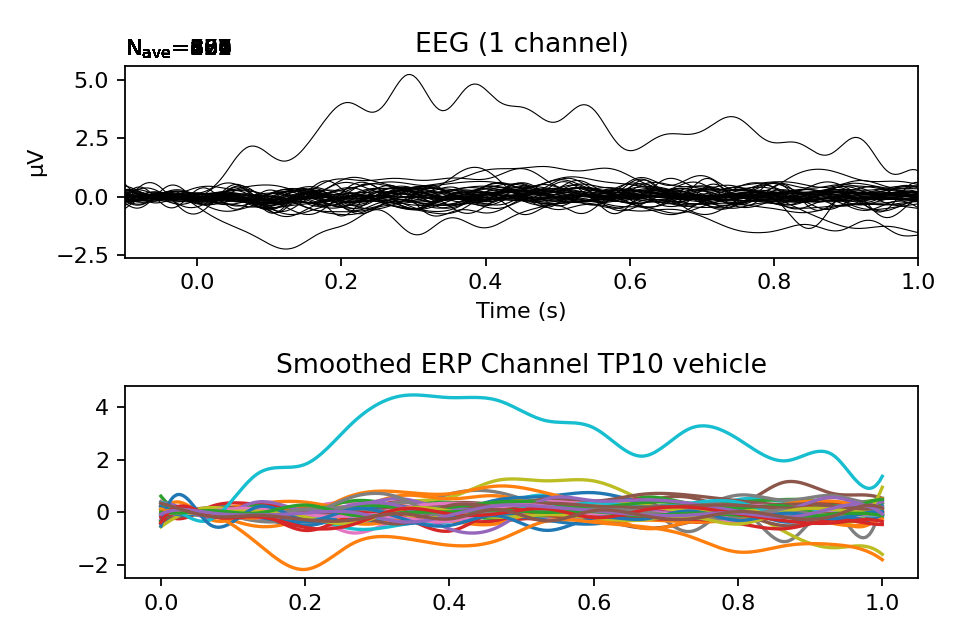 N_ave=
EEG (1 channel)
5.0
2.5
0.0
−2.5
µV
0.0 0.2 0.4 0.6 0.8 1.0
Time (s)
Smoothed ERP Channel TP10 vehicle
4
2
0
−2
0.0 0.2 0.4 0.6 0.8 1.0